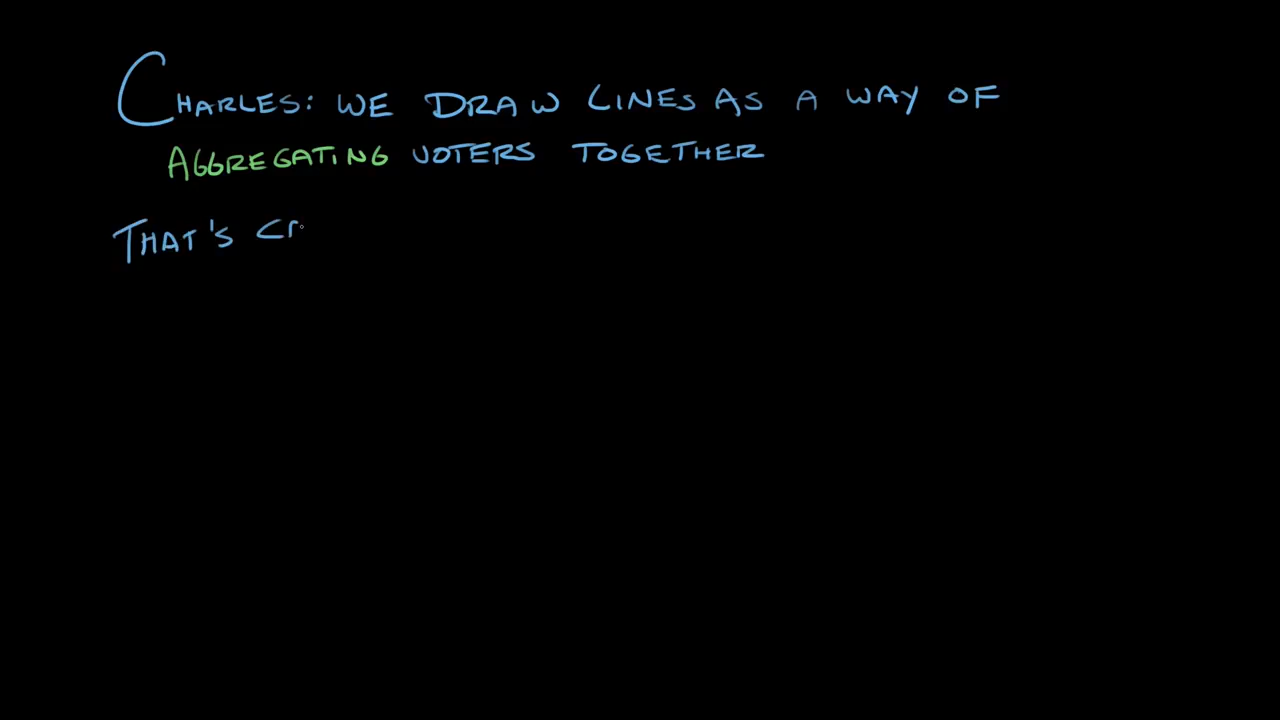 CHARLES: WE DRAW LINES AS A WAY OF
AGGREGATING VOTERS TOGETHER
THAT'S